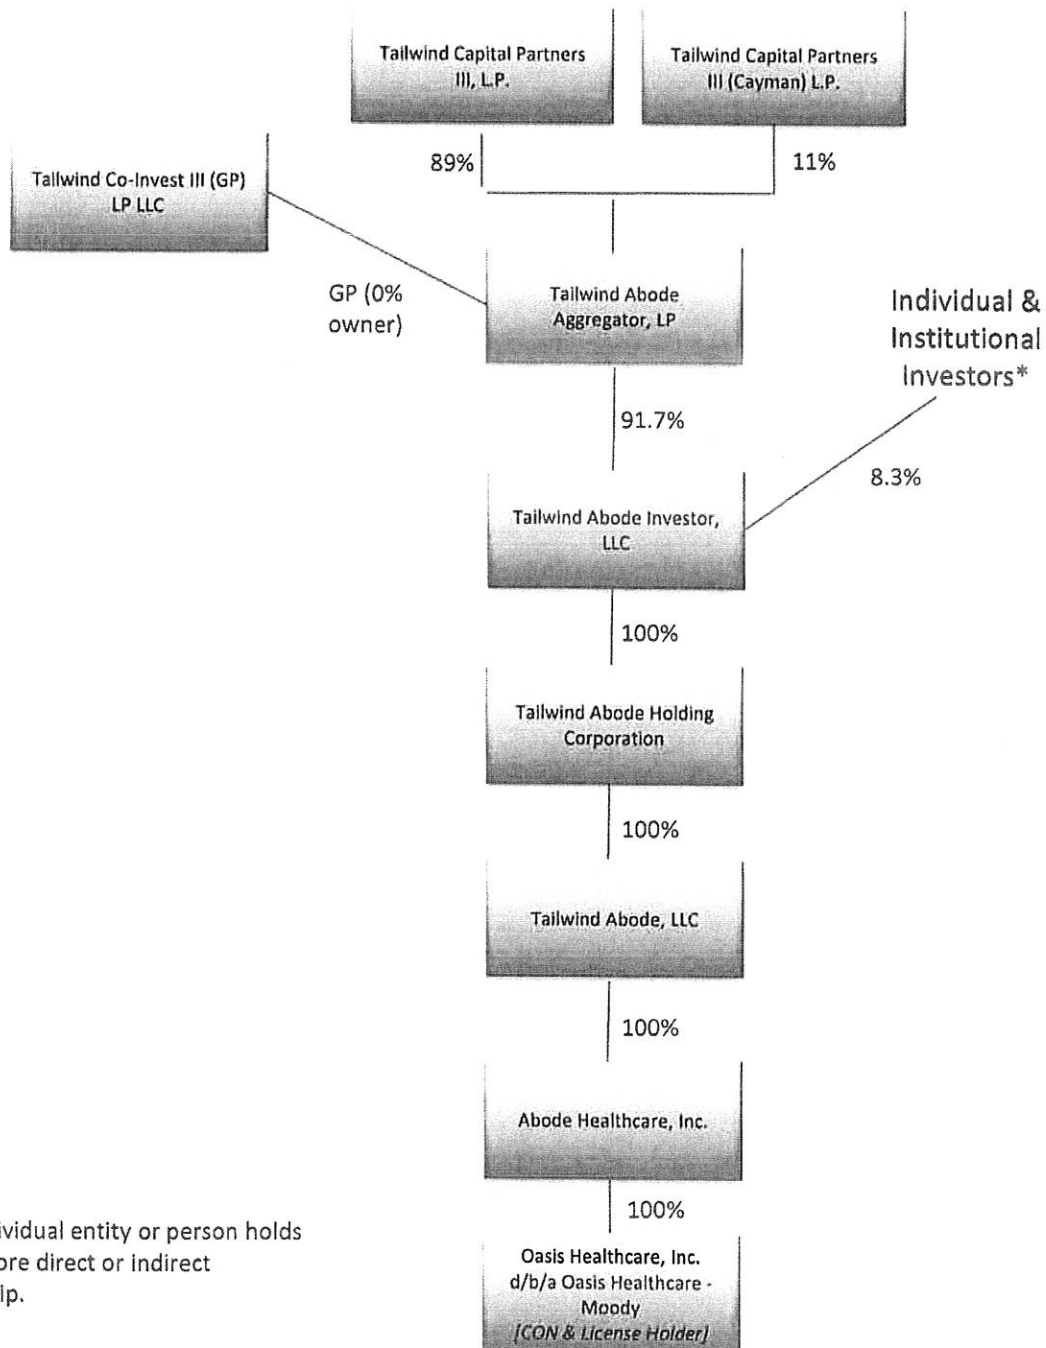 Tailwind Capital Partners
III, L.P.
Tailwind Capital Partners
III (Cayman) L.P.
89%
11%
Tailwind Co-Invest III (GP)
LP LLC
GP (0%
owner)
Tailwind Abode
Aggregator, LP
Individual &
Institutional
Investors*
91.7%
8.3%
Tailwind Abode Investor,
LLC
100%
Tailwind Abode Holding
Corporation
100%
Tailwind Abode, LLC
100%
Abode Healthcare, Inc.
100%
Oasis Healthcare, Inc.
d/b/a Oasis Healthcare -
Moody
[CON & License Holder]
ividual entity or person holds
ore direct or indirect
ip.